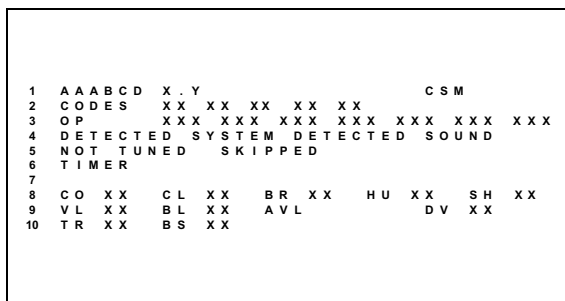 1 AAABCD X.Y CSM
2 CODES XX XX XX XX XX
3 OP XXX XXX XXX XXX XXX XXX XXX
4 DETECTED SYSTEM DETECTED SOUND
5 NOT TUNED SKIPPED
6 TIMER
7
8 CO XX CL XX BR XX HU XX SH XX
9 VL XX BL XX AVL DV XX
10 TR XX BS XX